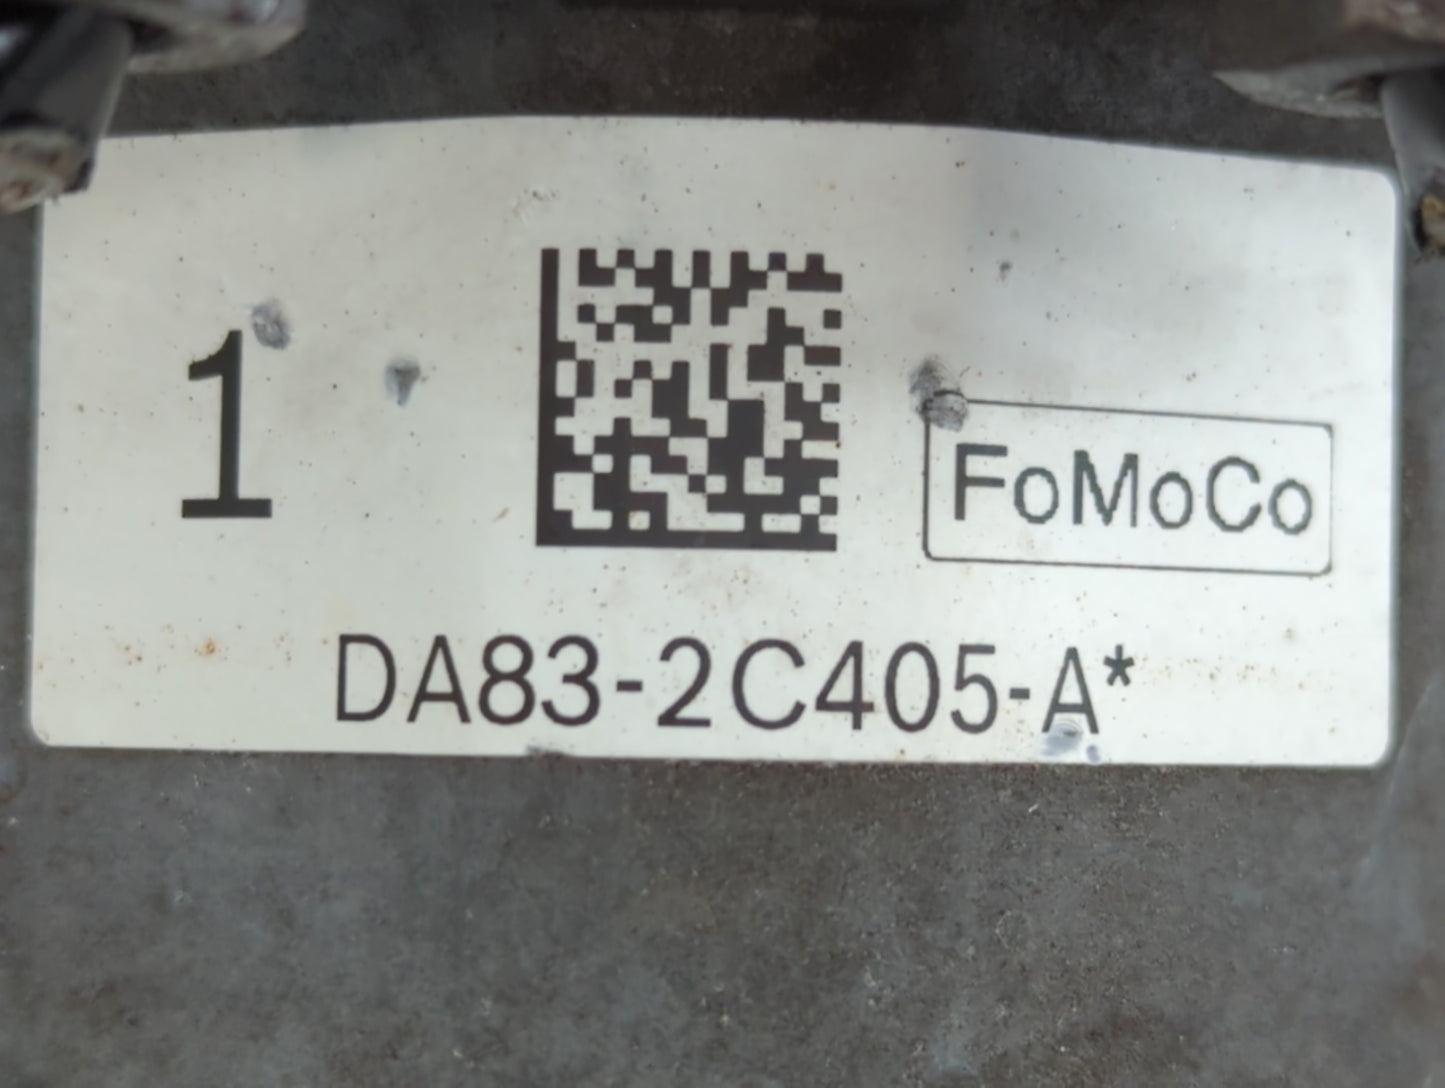 1
FoMoCo
DA83-2C405-A*